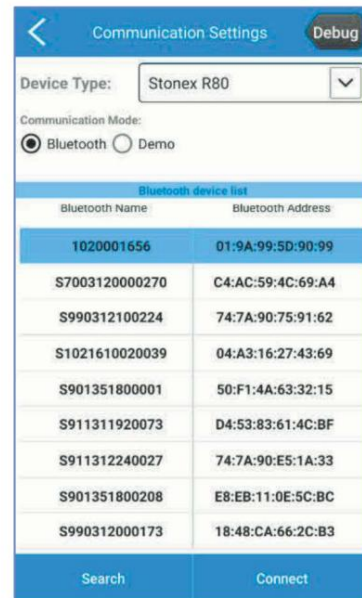 Communication Settings Debug
Device Type: Stonex R80
Communication Mode:
Bluetooth Demo
Bluetooth device list
Bluetooth Name Bluetooth Address
1020001656 01:9A:99:5D:90:99
S7003120000270 C4:AC:59:4C:69:A4
S990312100224 74:7A:90:75:91:62
S1021610020039 04:A3:16:27:43:69
S901351800001 50:F1:4A:63:32:15
S911311920073 D4:53:83:61:4C:BF
S911312240027 74:7A:90:E5:1A:33
S901351800208 E8:EB:11:0E:5C:BC
S990312000173 18:48:CA:66:2C:B3
Search Connect